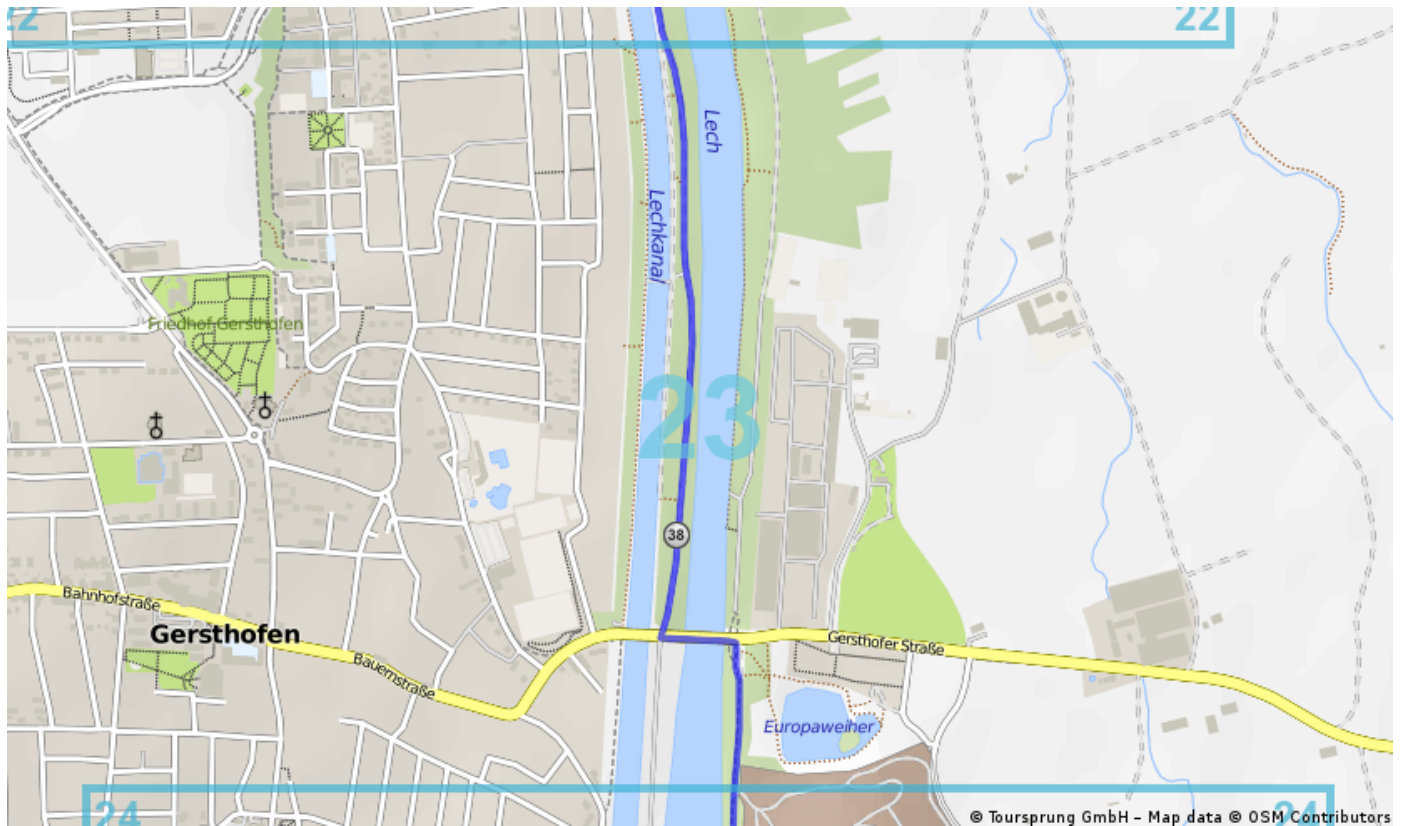 22
22
Lech
Lechkanal
Friedhof Gersthofen
23
38
Bahnhofstraße
Gersthofen
Bauernstraße
Gersthofer Straße
Europaweiher
24
24
© Toursprung GmbH – Map data © OSM Contributors